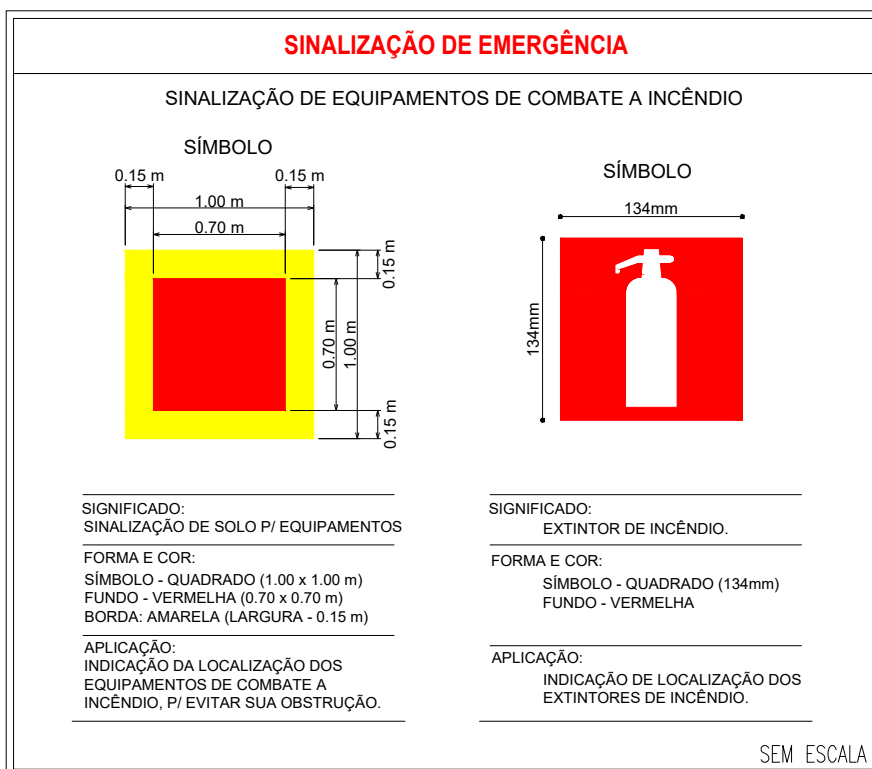 SINALIZAÇÃO DE EMERGÊNCIA
SINALIZAÇÃO DE EQUIPAMENTOS DE COMBATE A INCÊNDIO
SÍMBOLO
0.15 m
0.15 m
1.00 m
0.70 m
0.15 m
0.70 m
1.00 m
0.15 m
SIGNIFICADO:
SINALIZAÇÃO DE SOLO P/ EQUIPAMENTOS
FORMA E COR:
SÍMBOLO - QUADRADO (1.00 x 1.00 m)
FUNDO - VERMELHA (0.70 x 0.70 m)
BORDA: AMARELA (LARGURA - 0.15 m)
APLICAÇÃO:
INDICAÇÃO DA LOCALIZAÇÃO DOS
EQUIPAMENTOS DE COMBATE A
INCÊNDIO, P/ EVITAR SUA OBSTRUÇÃO.
SÍMBOLO
134mm
134mm
SIGNIFICADO:
EXTINTOR DE INCÊNDIO.
FORMA E COR:
SÍMBOLO - QUADRADO (134mm)
FUNDO - VERMELHA
APLICAÇÃO:
INDICAÇÃO DE LOCALIZAÇÃO DOS
EXTINTORES DE INCÊNDIO.
SEM ESCALA